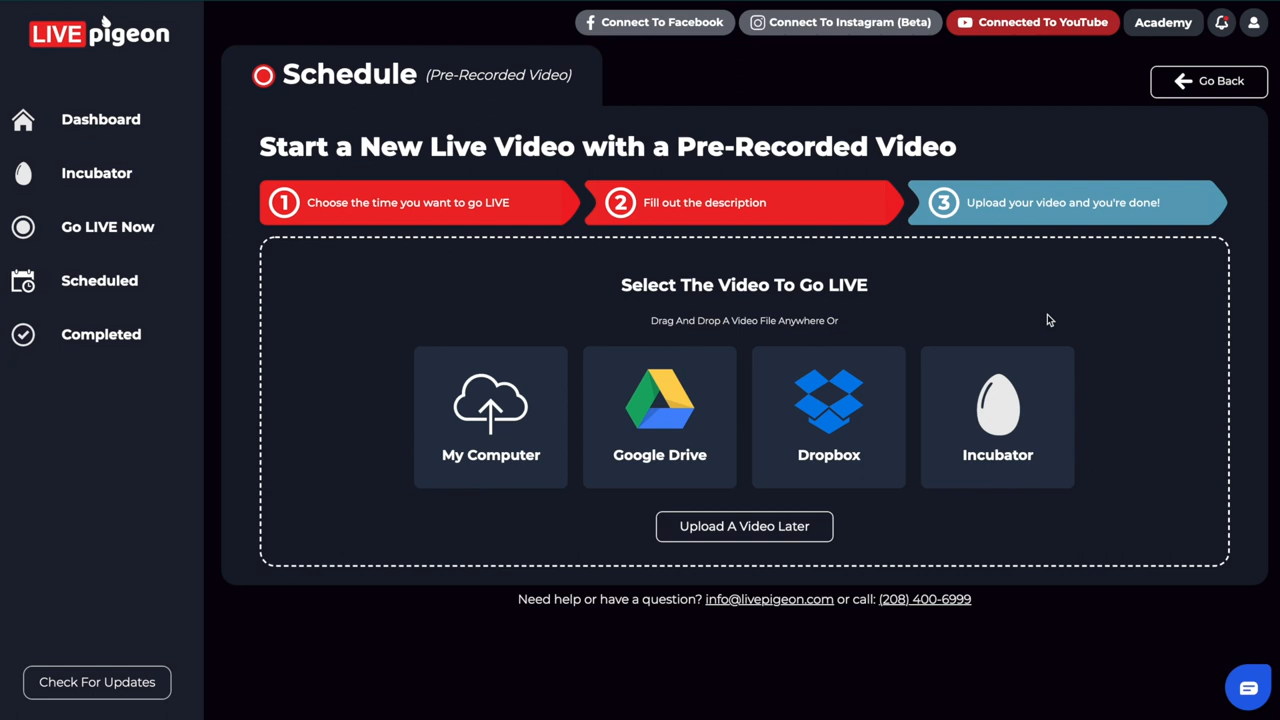 LIVE pigeon
Connect To Facebook
Connect To Instagram (Beta)
Connected To YouTube
Academy
Dashboard
Incubator
Go LIVE Now
Scheduled
Completed
Check For Updates
Schedule (Pre-Recorded Video)
Go Back
Start a New Live Video with a Pre-Recorded Video
1 Choose the time you want to go LIVE
2 Fill out the description
3 Upload your video and you're done!
Select The Video To Go LIVE
Drag And Drop A Video File Anywhere Or
My Computer
Google Drive
Dropbox
Incubator
Upload A Video Later
Need help or have a question? info@livepigeon.com or call: (208) 400-6999